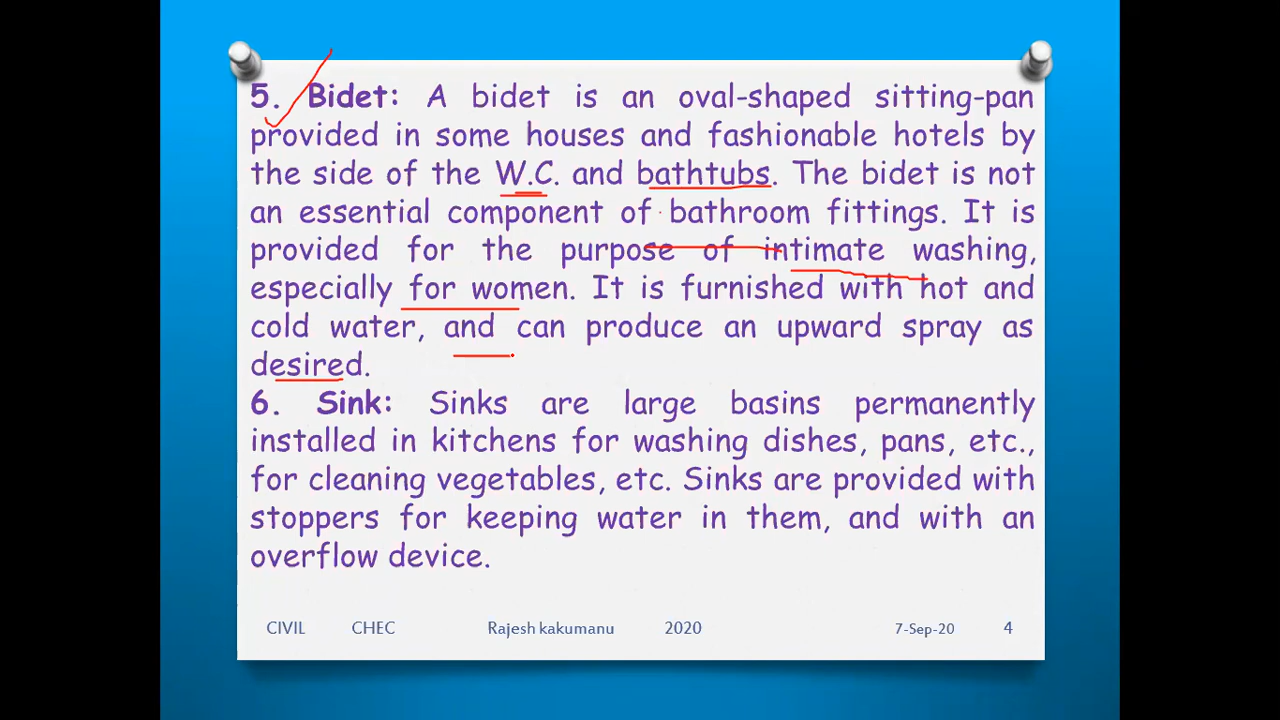 5. Bidet: A bidet is an oval-shaped sitting-pan
provided in some houses and fashionable hotels by
the side of the W.C. and bathtubs. The bidet is not
an essential component of bathroom fittings. It is
provided for the purpose of intimate washing,
especially for women. It is furnished with hot and
cold water, and can produce an upward spray as
desired.
6. Sink: Sinks are large basins permanently
installed in kitchens for washing dishes, pans, etc.,
for cleaning vegetables, etc. Sinks are provided with
stoppers for keeping water in them, and with an
overflow device.
CIVIL CHEC Rajesh kakumanu 2020 7-Sep-20 4